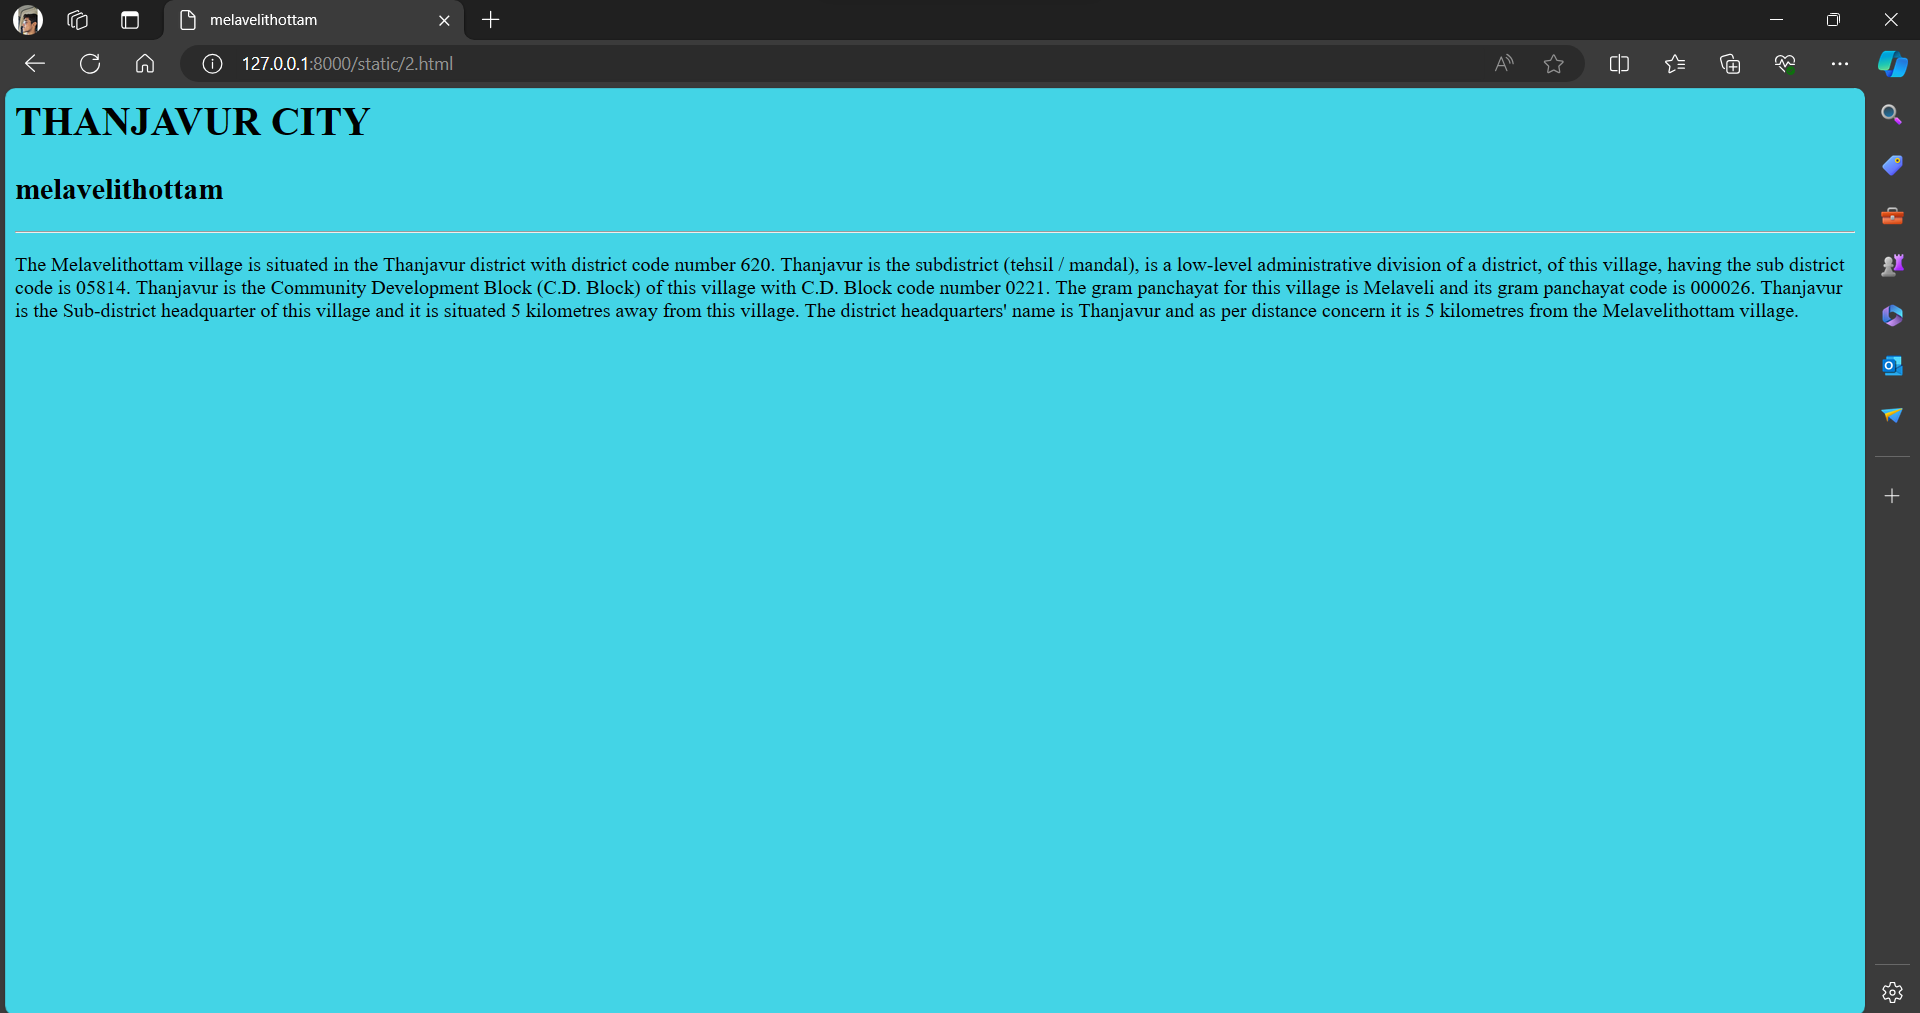 melavelithottam
127.0.0.1:8000/static/2.html
THANJAVUR CITY
melavelithottam
The Melavelithottam village is situated in the Thanjavur district with district code number 620. Thanjavur is the subdistrict (tehsil / mandal), is a low-level administrative division of a district, of this village, having the sub district
code is 05814. Thanjavur is the Community Development Block (C.D. Block) of this village with C.D. Block code number 0221. The gram panchayat for this village is Melaveli and its gram panchayat code is 000026. Thanjavur
is the Sub-district headquarter of this village and it is situated 5 kilometres away from this village. The district headquarters' name is Thanjavur and as per distance concern it is 5 kilometres from the Melavelithottam village.